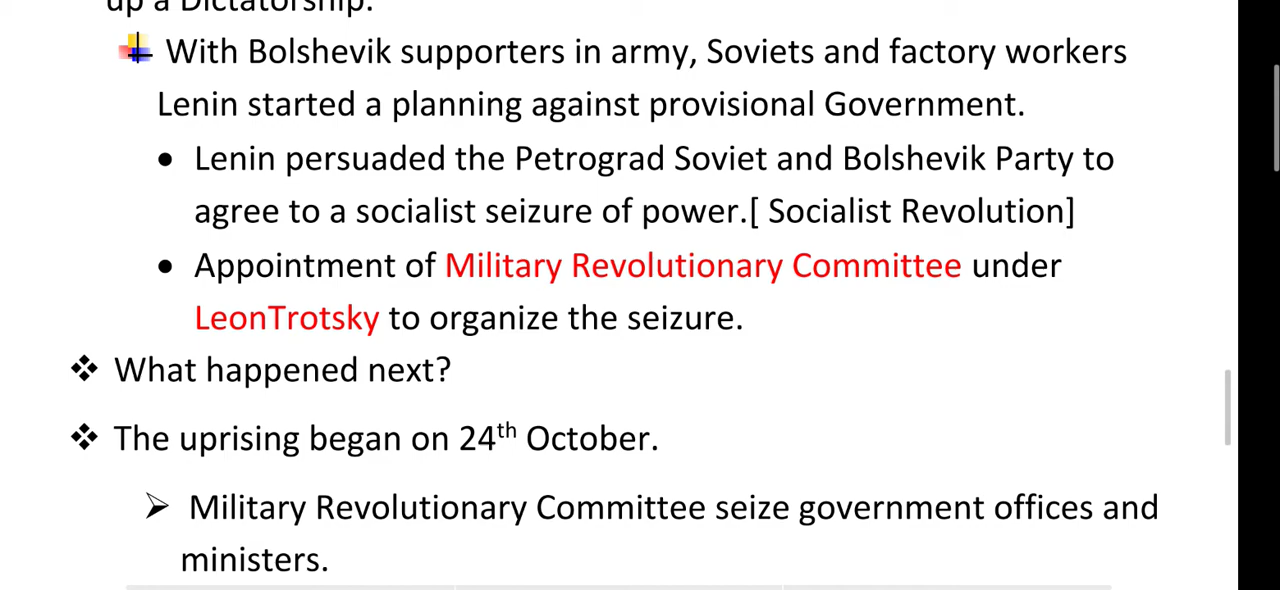 up a Dictatorship.
With Bolshevik supporters in army, Soviets and factory workers
Lenin started a planning against provisional Government.
• Lenin persuaded the Petrograd Soviet and Bolshevik Party to
agree to a socialist seizure of power.[ Socialist Revolution]
• Appointment of Military Revolutionary Committee under
LeonTrotsky to organize the seizure.
❖ What happened next?
❖ The uprising began on 24th October.
➢ Military Revolutionary Committee seize government offices and
ministers.